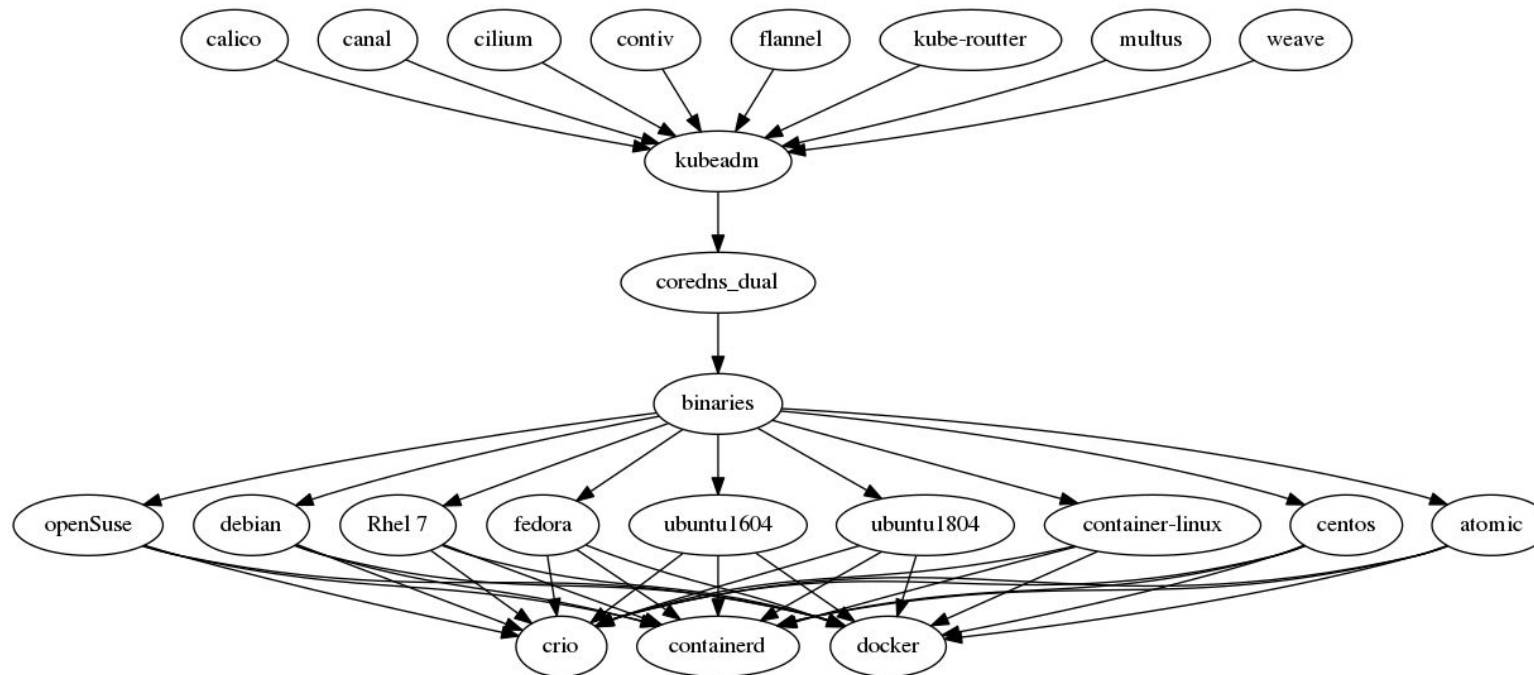 calico
canal
cilium
contiv
flannel
kube-routter
multus
weave
kubeadm
coredns_dual
binaries
openSuse
debian
Rhel 7
fedora
ubuntu1604
ubuntu1804
container-linux
centos
atomic
crio
containerd
docker